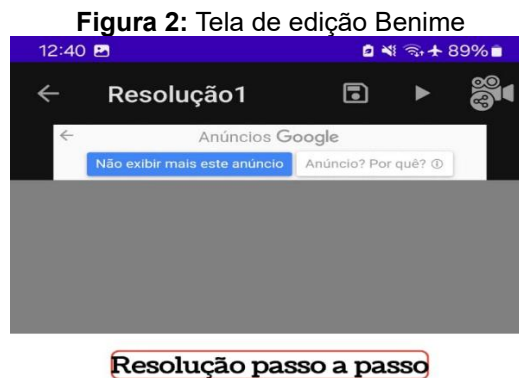 Figura 2: Tela de edição Benime
12:40 89%
Resolução1
Anúncios Google
Não exibir mais este anúncio Anúncio? Por quê?
Resolução passo a passo